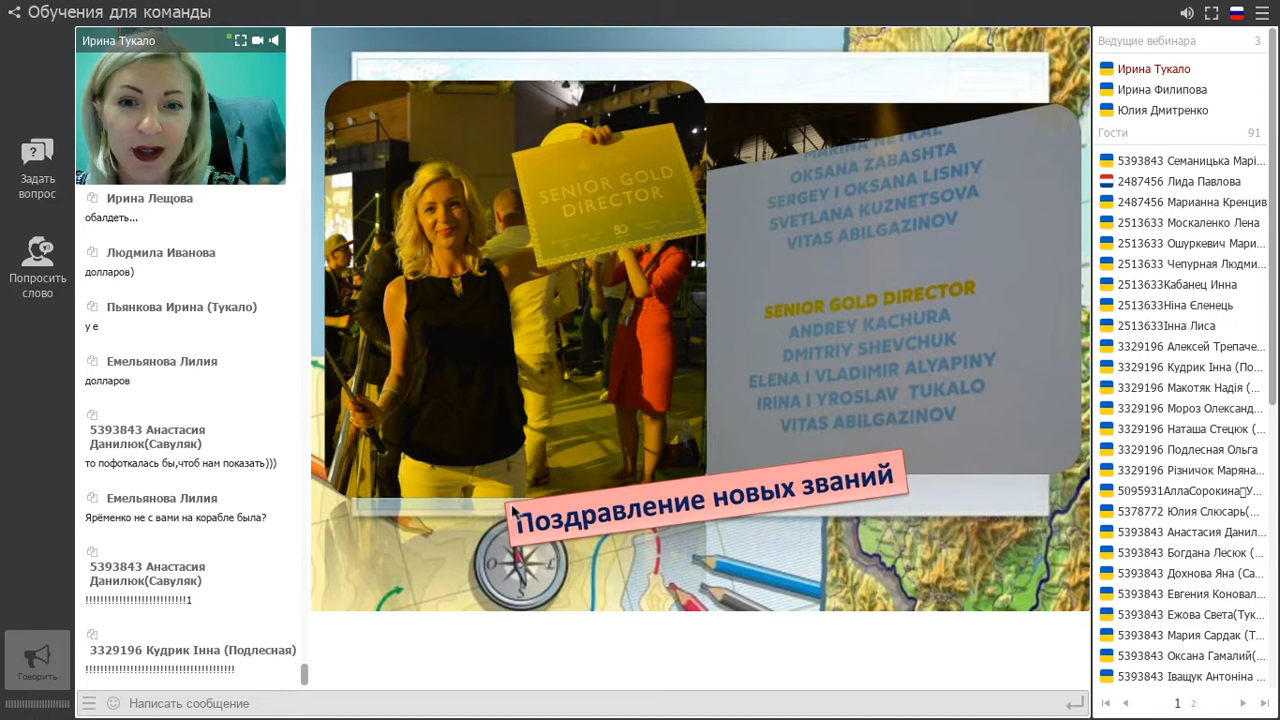 Обучения для команды
Задать
вопрос
Попросить
слово
Говорить
Ирина Тукало
Ирина Лещова
обалдеть...
Людмила Иванова
долларов)
Пьянкова Ирина (Тукало)
у е
Емельянова Лилия
долларов
5393843 Анастасия
Данилюк(Савуляк)
то пофоткалась бы,чтоб нам показать)))
Емельянова Лилия
Ярёменко не с вами на корабле была?
5393843 Анастасия
Данилюк(Савуляк)
!!!!!!!!!!!!!!!!!!!!!!!!!!!1
3329196 Кудрик Інна (Подлесная)
!!!!!!!!!!!!!!!!!!!!!!!!!!!!!!!!!!!!!!!!
Написать сообщение
SENIOR GOLD
DIRECTOR
50
MARINA NETKAL
OKSANA ZABASHTA
SERGEY I OKSANA LISNIY
SVETLANA KUZNETSOVA
VITAS ABILGAZINOV
SENIOR GOLD DIRECTOR
ANDREY KACHURA
DMITRIY SHEVCHUK
ELENA I VLADIMIR ALYAPINY
IRINA I YROSLAV TUKALO
VITAS ABILGAZINOV
Поздравление новых званий
Ведущие вебинара 3
Ирина Тукало
Ирина Филипова
Юлия Дмитренко
Гости 91
5393843 Семаницька Марі...
2487456 Лида Павлова
2487456 Марианна Кренцив
2513633 Москаленко Лена
2513633 Ошуркевич Мари...
2513633 Чепурная Людми...
2513633Кабанец Инна
2513633Ніна Єленець
2513633Інна Лиса
3329196 Алексей Трепаче...
3329196 Кудрик Інна (По...
3329196 Макотяк Надія (...
3329196 Мороз Олександ...
3329196 Наташа Стецюк (...
3329196 Подлесная Ольга
3329196 Різничок Маряна...
5095931АллаСорокина▯У...
5378772 Юлия Слюсарь(...
5393843 Анастасия Данил...
5393843 Богдана Лесюк (...
5393843 Дохнова Яна (Са...
5393843 Евгения Коновал...
5393843 Ежова Света(Тук...
5393843 Мария Сардак (Т...
5393843 Оксана Гамалий(...
5393843 Іващук Антоніна ...
1 2